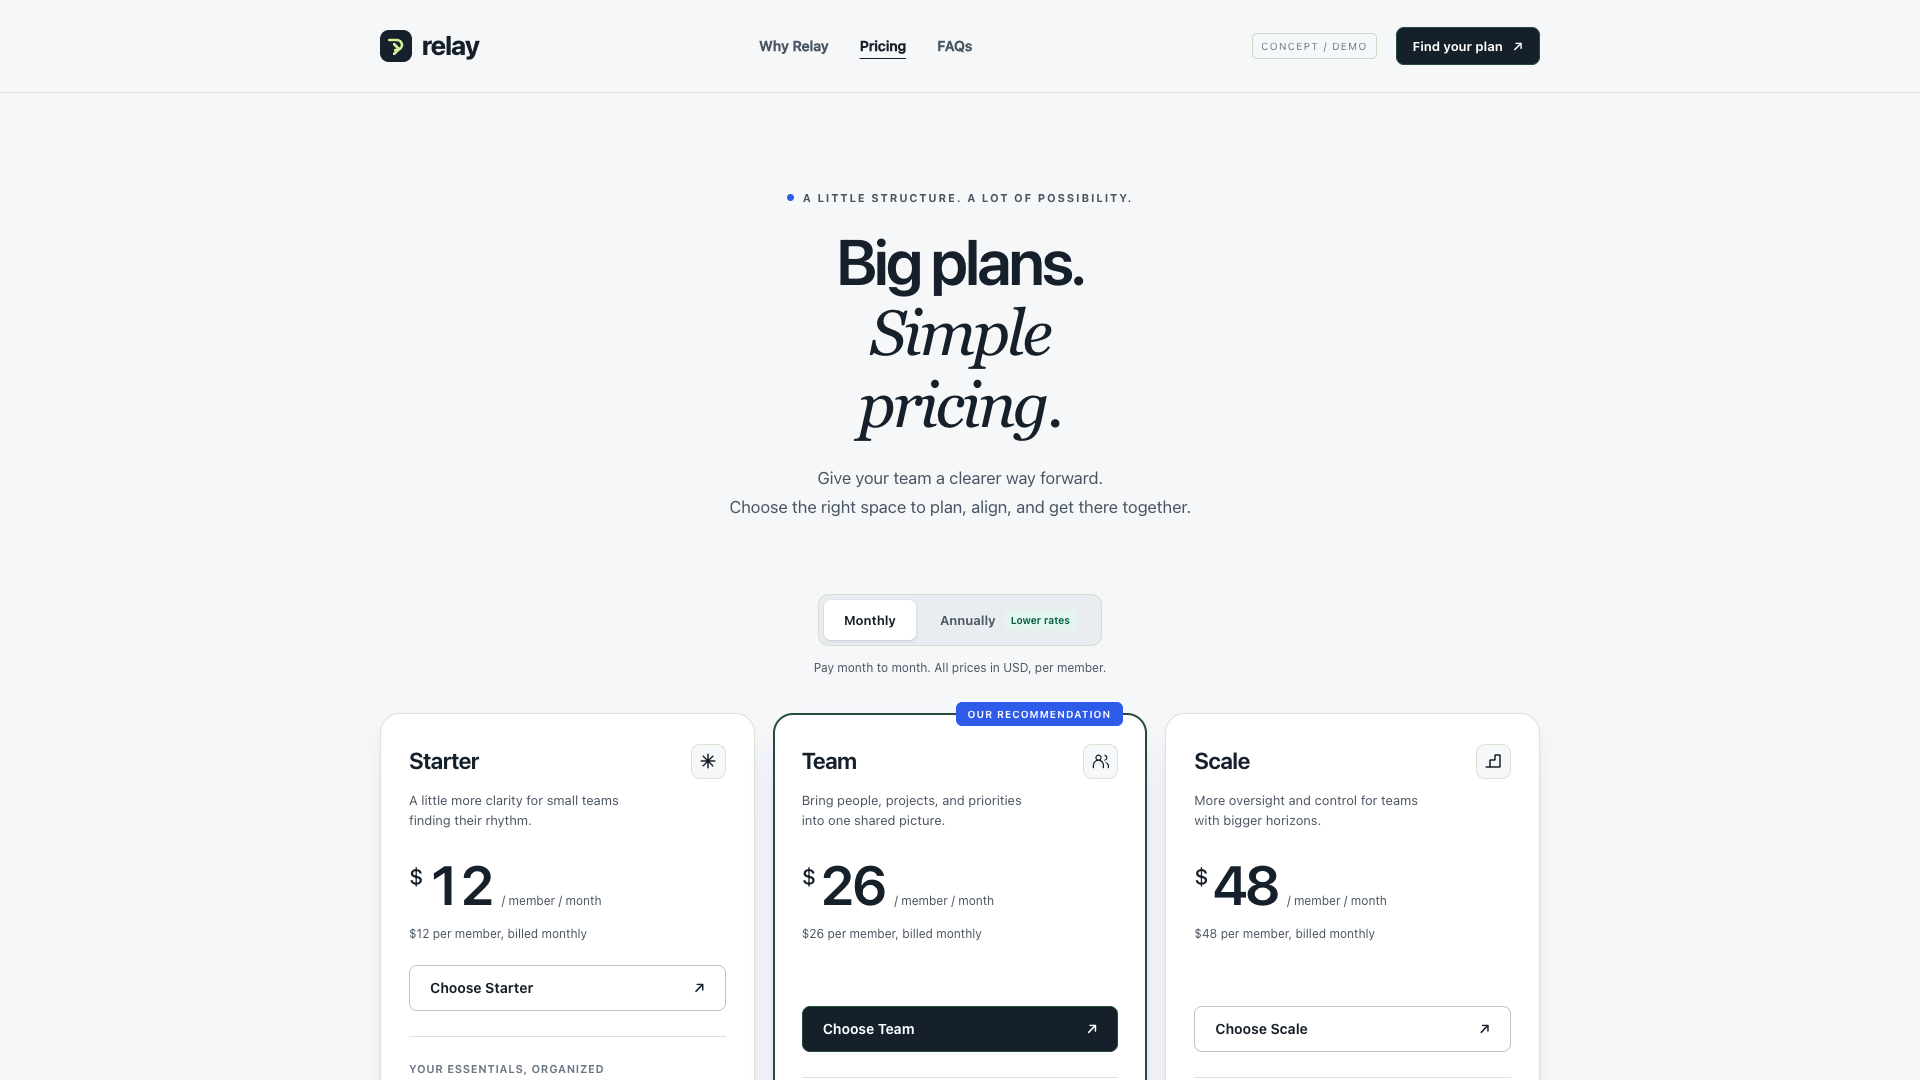 relay
Why Relay
Pricing
FAQs
CONCEPT / DEMO
Find your plan
A LITTLE STRUCTURE. A LOT OF POSSIBILITY.
Big plans.
Simple
pricing.
Give your team a clearer way forward.
Choose the right space to plan, align, and get there together.
Monthly
Annually Lower rates
Pay month to month. All prices in USD, per member.
Starter
A little more clarity for small teams
finding their rhythm.
$12 / member / month
$12 per member, billed monthly
Choose Starter
YOUR ESSENTIALS, ORGANIZED
OUR RECOMMENDATION
Team
Bring people, projects, and priorities
into one shared picture.
$26 / member / month
$26 per member, billed monthly
Choose Team
Scale
More oversight and control for teams
with bigger horizons.
$48 / member / month
$48 per member, billed monthly
Choose Scale